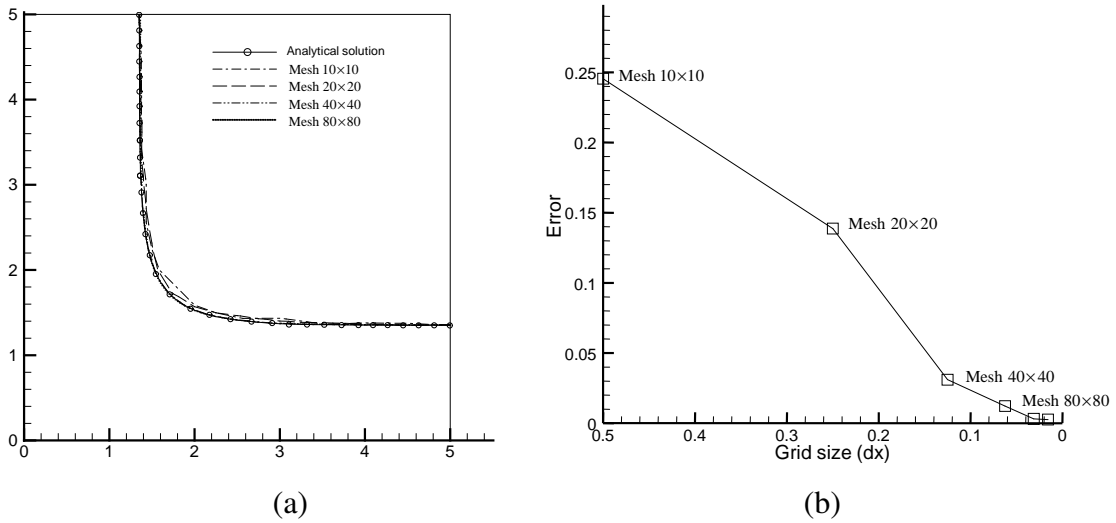 5
4
3
2
1
0
0 1 2 3 4 5
Analytical solution
Mesh 10×10
Mesh 20×20
Mesh 40×40
Mesh 80×80
(a)
Error
0.25
0.2
0.15
0.1
0.05
0
0.5 0.4 0.3 0.2 0.1 0
Grid size (dx)
Mesh 10×10
Mesh 20×20
Mesh 40×40
Mesh 80×80
(b)